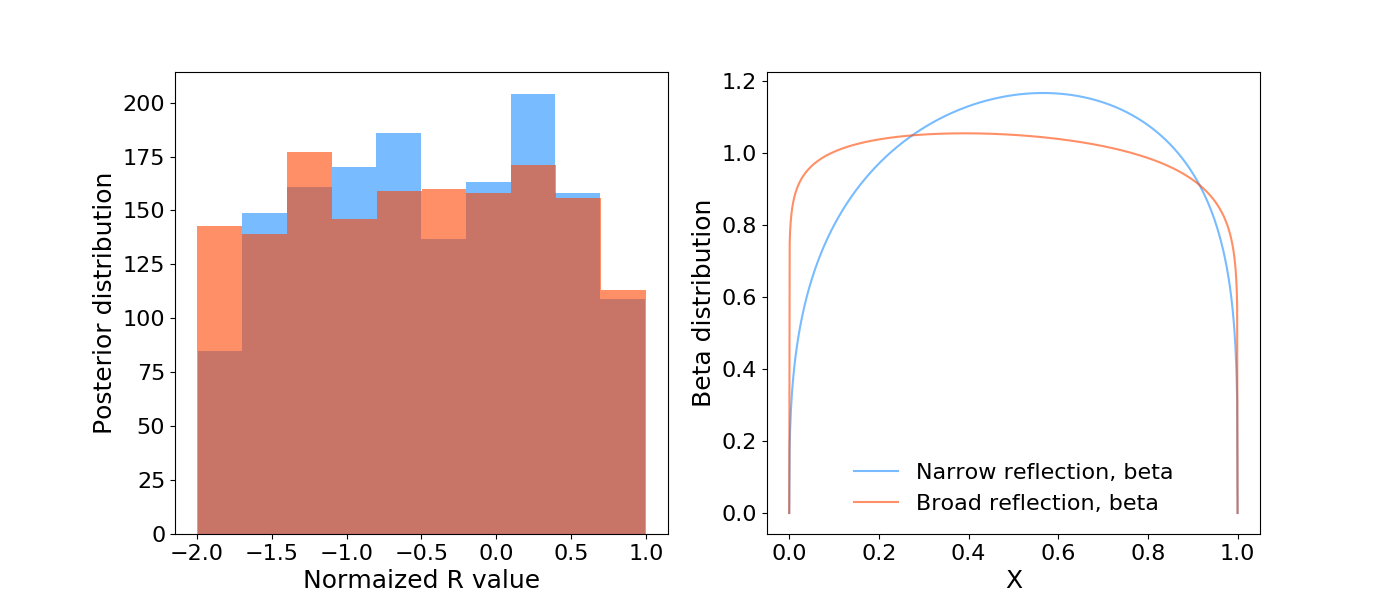 200
175
150
125
100
75
50
25
0
Posterior distribution
−2.0 −1.5 −1.0 −0.5 0.0 0.5 1.0
Normaized R value
1.2
1.0
0.8
0.6
0.4
0.2
0.0
Beta distribution
Narrow reflection, beta
Broad reflection, beta
0.0 0.2 0.4 0.6 0.8 1.0
X